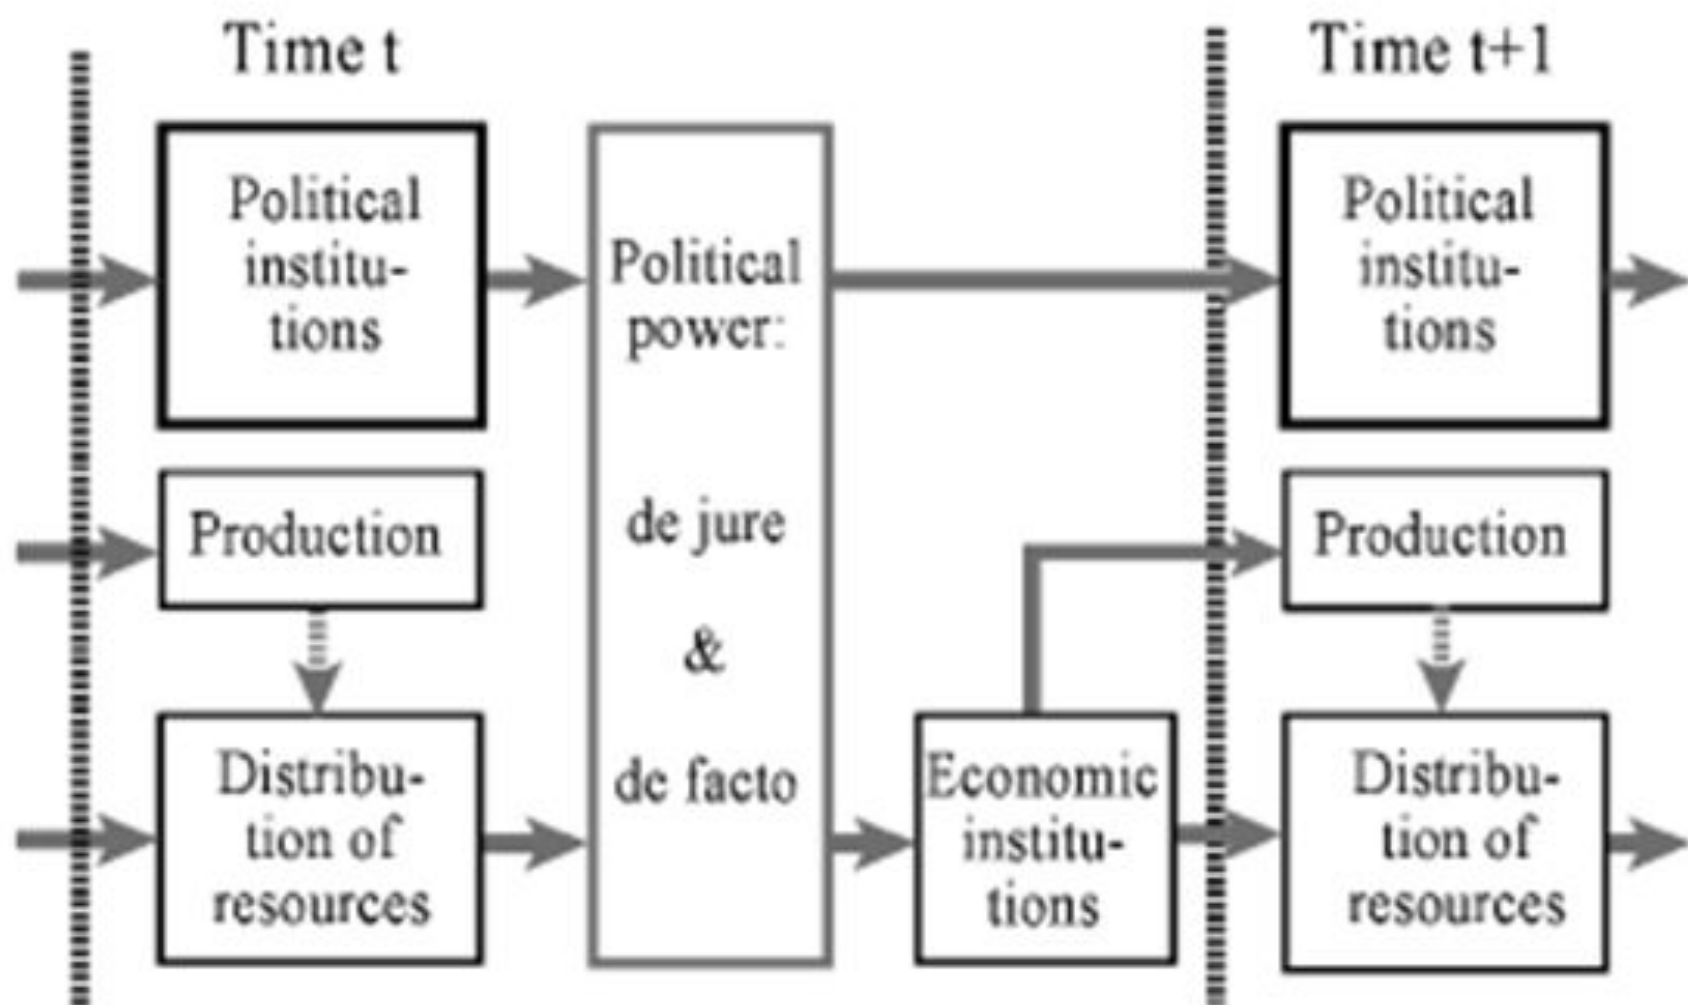 Time t
Time t+1
Political
institu-
tions
Political
power:
de jure
&
de facto
Political
institu-
tions
Production
Production
Distribu-
tion of
resources
Economic
institu-
tions
Distribu-
tion of
resources